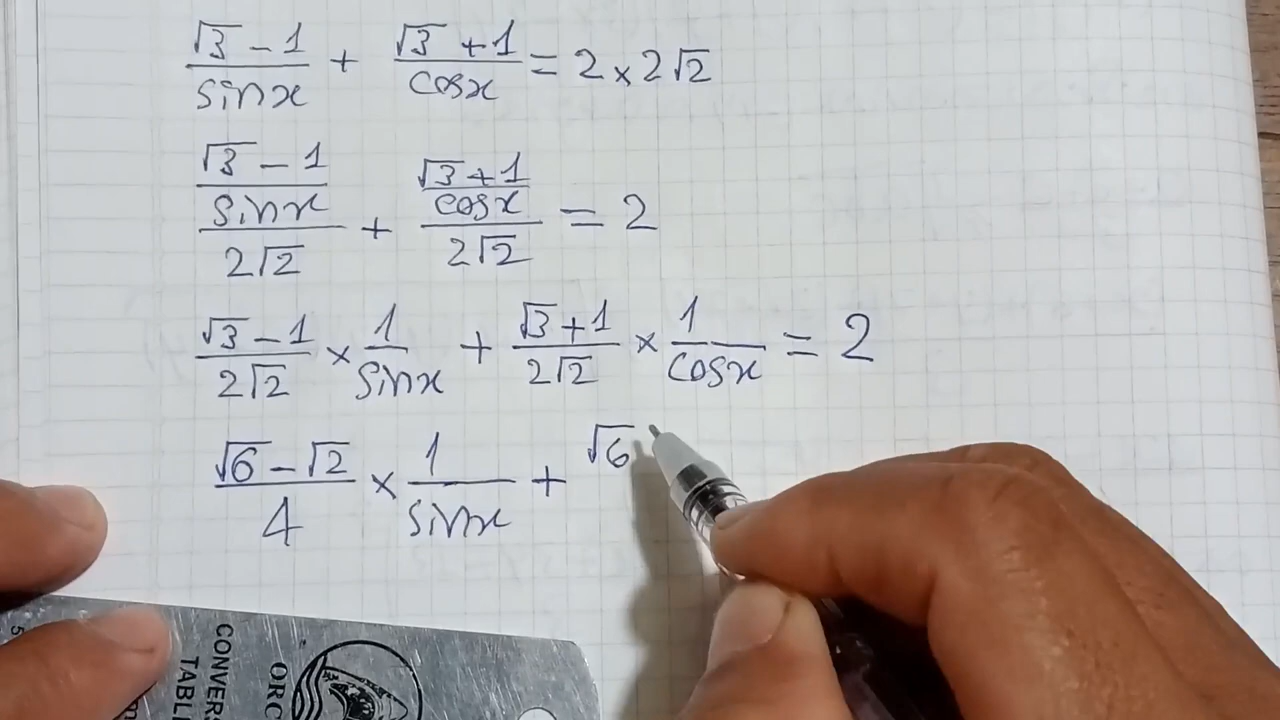 (√3 - 1)/sinx + (√3 + 1)/cosx = 2 × 2√2
((√3 - 1)/sinx)/(2√2) + ((√3 + 1)/cosx)/(2√2) = 2
(√3 - 1)/(2√2) × 1/sinx + (√3 + 1)/(2√2) × 1/cosx = 2
(√6 - √2)/4 × 1/sinx + √6
CONVERS
TABL
ORC
5